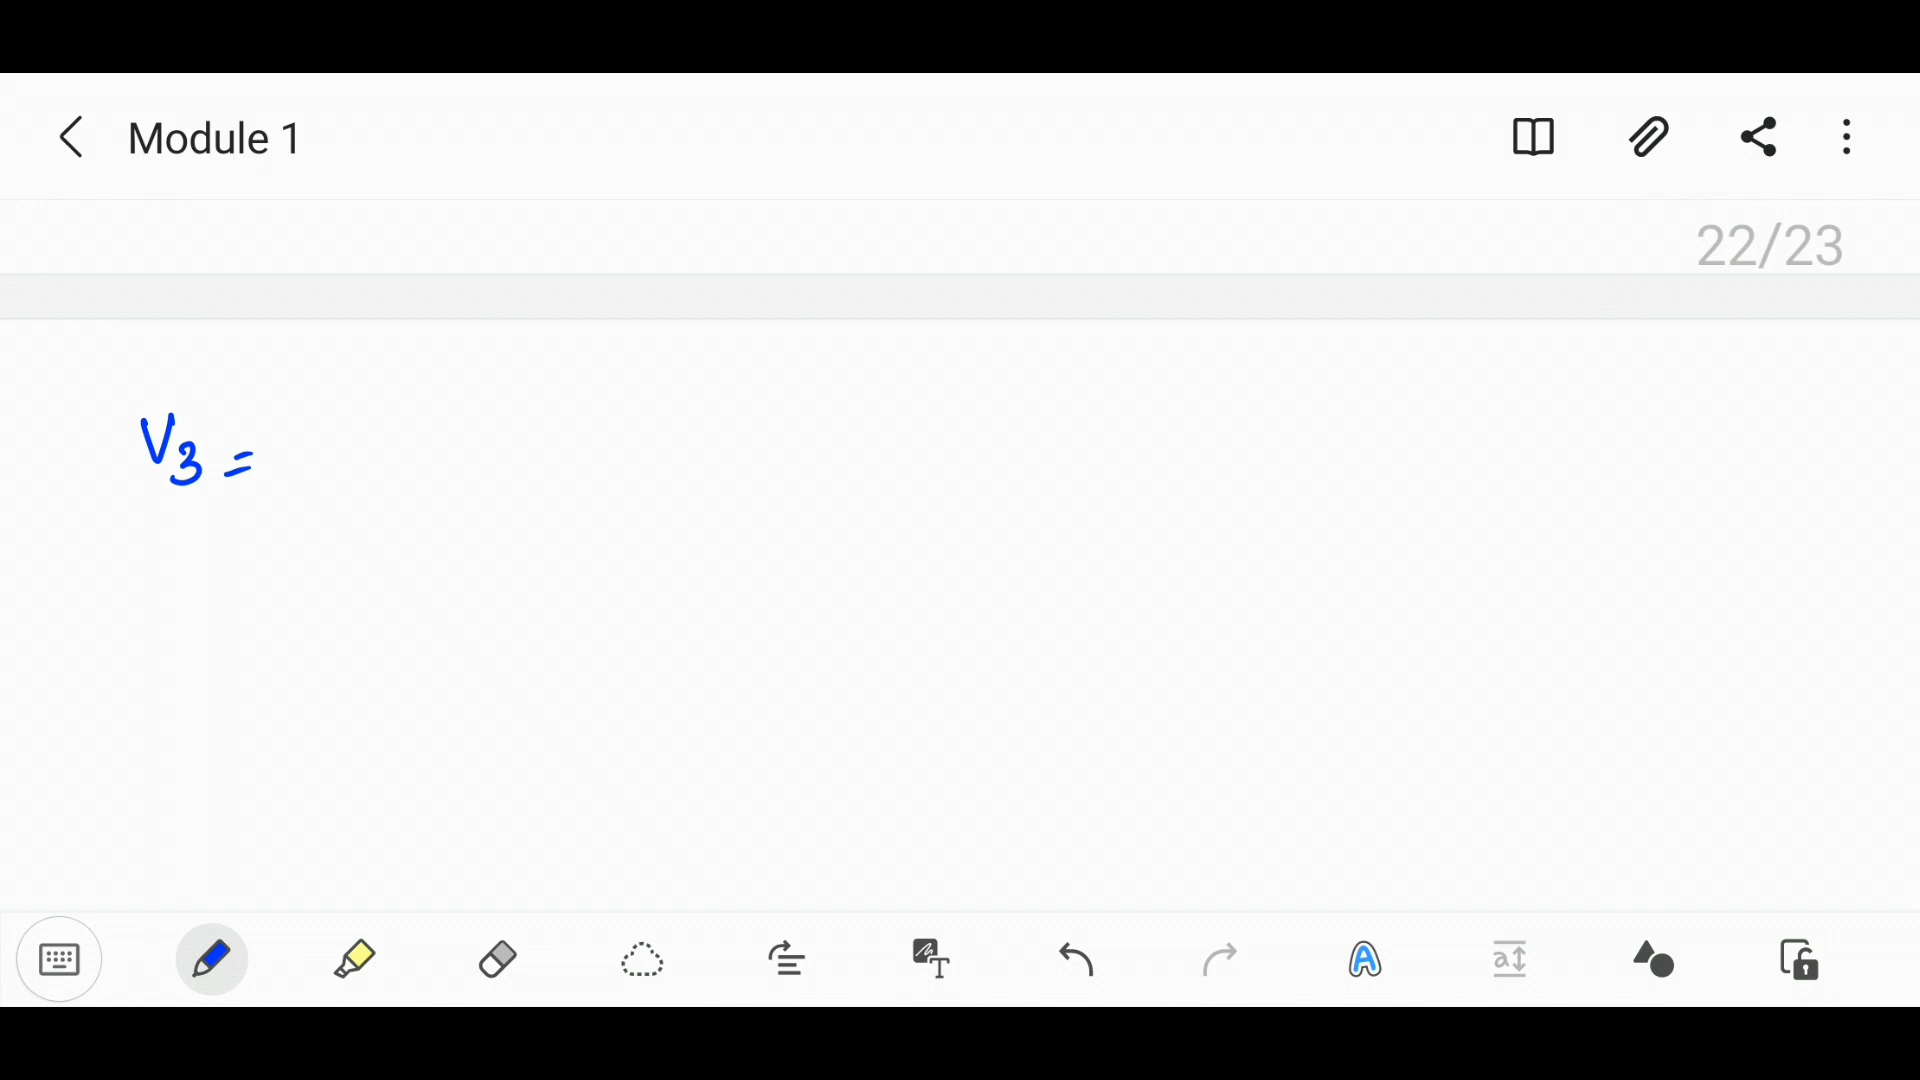 Module 1
22/23
V₃ =